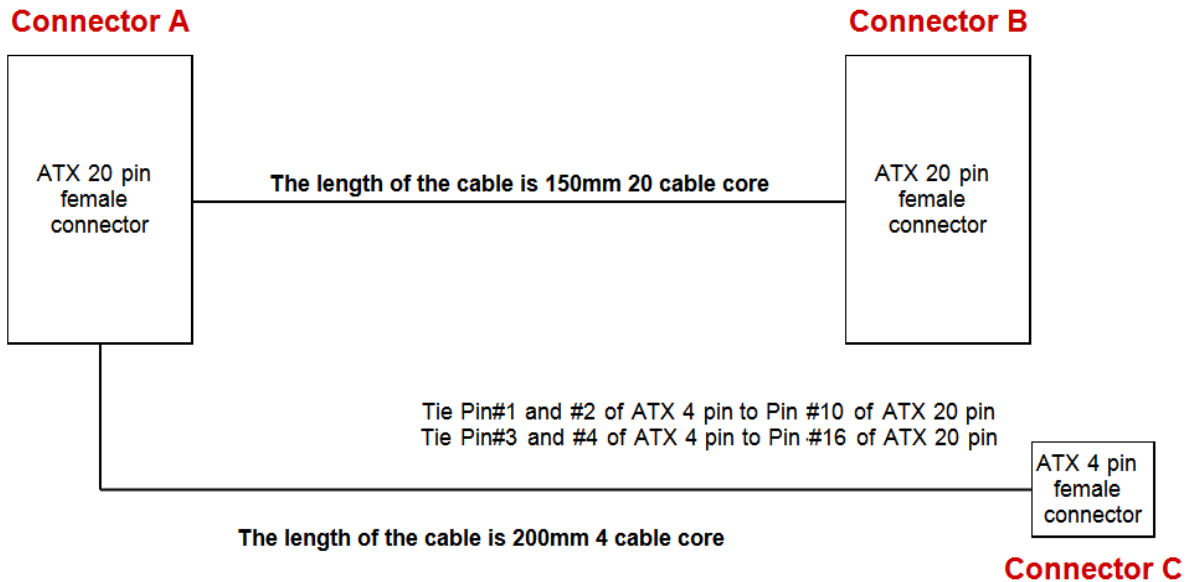 Connector A
Connector B
ATX 20 pin
female
connector
The length of the cable is 150mm 20 cable core
ATX 20 pin
female
connector
Tie Pin#1 and #2 of ATX 4 pin to Pin #10 of ATX 20 pin
Tie Pin#3 and #4 of ATX 4 pin to Pin #16 of ATX 20 pin
ATX 4 pin
female
connector
The length of the cable is 200mm 4 cable core
Connector C